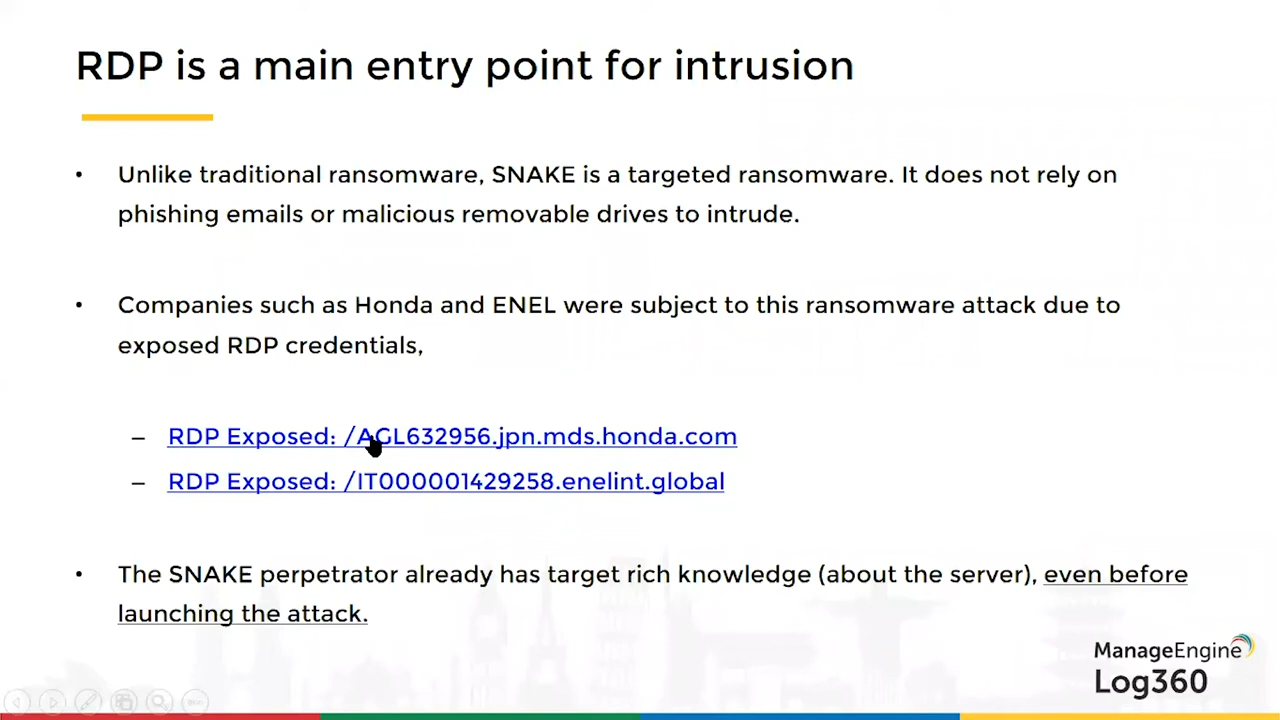 RDP is a main entry point for intrusion
• Unlike traditional ransomware, SNAKE is a targeted ransomware. It does not rely on
phishing emails or malicious removable drives to intrude.
• Companies such as Honda and ENEL were subject to this ransomware attack due to
exposed RDP credentials,
– RDP Exposed: /AGL632956.jpn.mds.honda.com
– RDP Exposed: /IT000001429258.enelint.global
• The SNAKE perpetrator already has target rich knowledge (about the server), even before
launching the attack.
ManageEngine
Log360